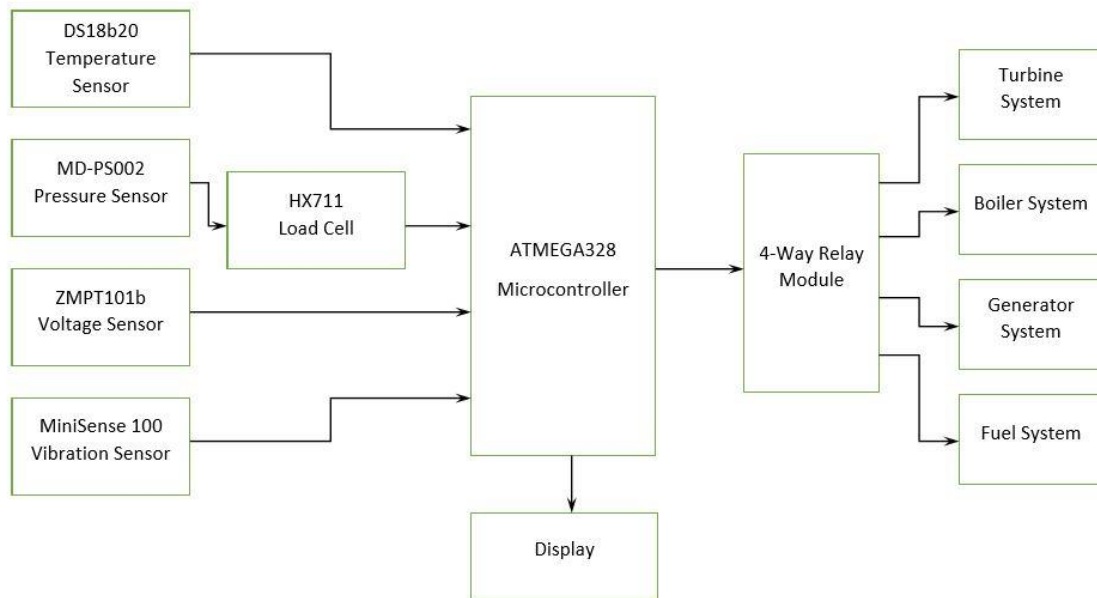 DS18b20
Temperature
Sensor
MD-PS002
Pressure Sensor
HX711
Load Cell
ZMPT101b
Voltage Sensor
MiniSense 100
Vibration Sensor
ATMEGA328
Microcontroller
Display
4-Way Relay
Module
Turbine
System
Boiler System
Generator
System
Fuel System